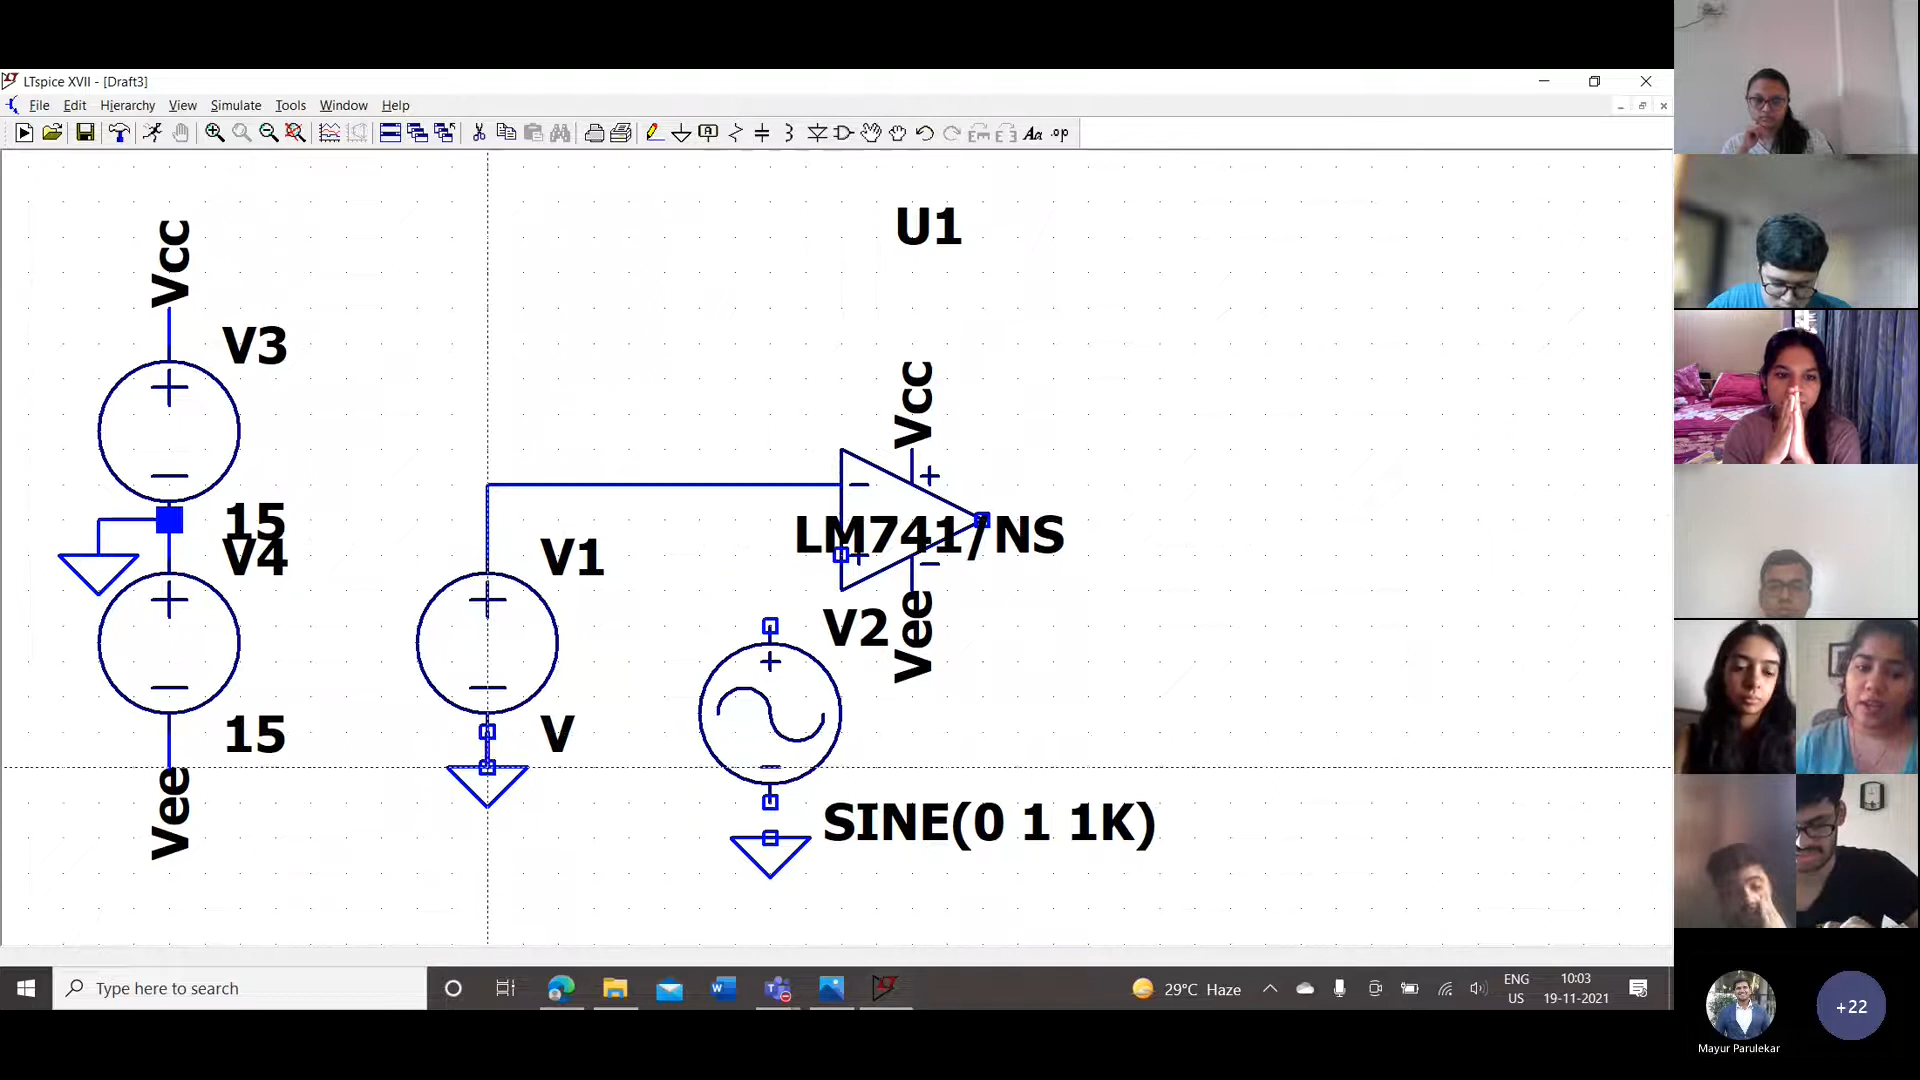 LTspice XVII - [Draft3]
File Edit Hierarchy View Simulate Tools Window Help
Aa .op
U1
Vcc
V3
Vcc
15
LM741/NS
V4
V1
V2
Vee
15
V
Vee
SINE(0 1 1K)
Type here to search
29°C Haze
ENG
US
10:03
19-11-2021
+22
Mayur Parulekar